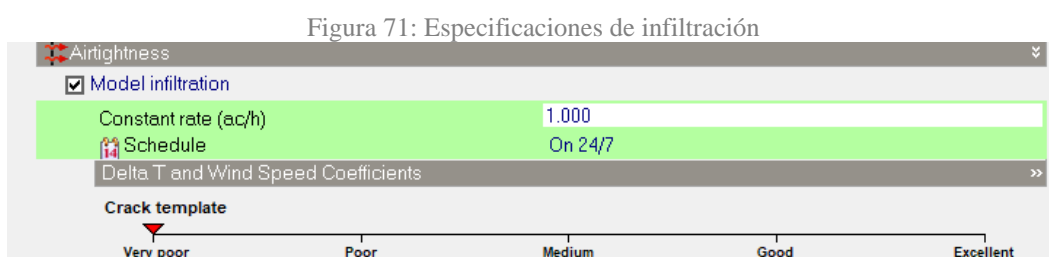 Figura 71: Especificaciones de infiltración
Airtightness
Model infiltration
Constant rate (ac/h) 1.000
14 Schedule On 24/7
Delta T and Wind Speed Coefficients
Crack template
Very poor Poor Medium Good Excellent